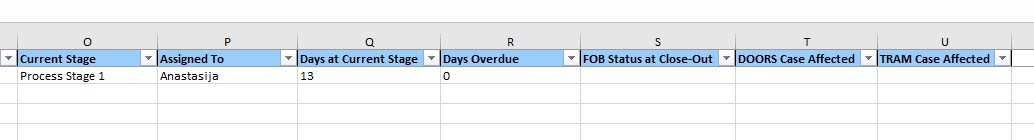 O P Q R S T U
Current Stage Assigned To Days at Current Stage Days Overdue FOB Status at Close-Out DOORS Case Affected TRAM Case Affected
Process Stage 1 Anastasija 13 0